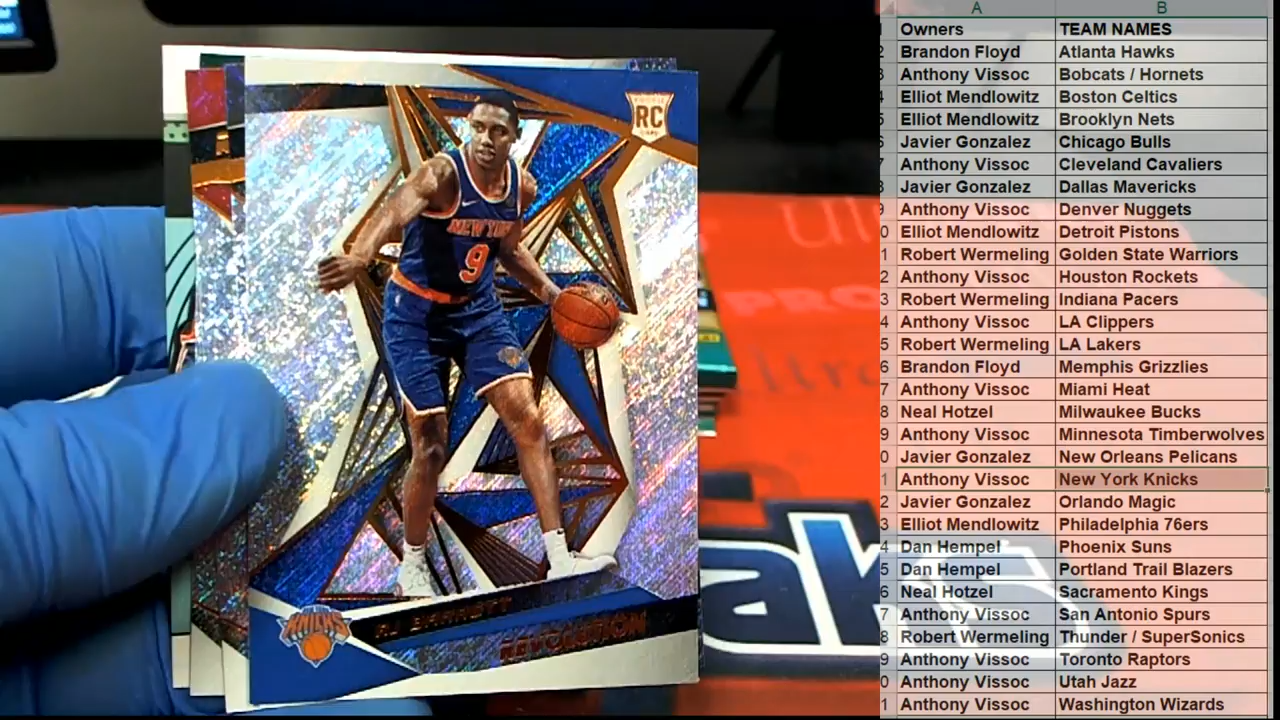 RC
NEW YORK
9
KNICKS
RJ BARRETT
REVOLUTION
A B
Owners TEAM NAMES
Brandon Floyd Atlanta Hawks
Anthony Vissoc Bobcats / Hornets
Elliot Mendlowitz Boston Celtics
Elliot Mendlowitz Brooklyn Nets
Javier Gonzalez Chicago Bulls
Anthony Vissoc Cleveland Cavaliers
Javier Gonzalez Dallas Mavericks
Anthony Vissoc Denver Nuggets
Elliot Mendlowitz Detroit Pistons
Robert Wermeling Golden State Warriors
Anthony Vissoc Houston Rockets
Robert Wermeling Indiana Pacers
Anthony Vissoc LA Clippers
Robert Wermeling LA Lakers
Brandon Floyd Memphis Grizzlies
Anthony Vissoc Miami Heat
Neal Hotzel Milwaukee Bucks
Anthony Vissoc Minnesota Timberwolves
Javier Gonzalez New Orleans Pelicans
Anthony Vissoc New York Knicks
Javier Gonzalez Orlando Magic
Elliot Mendlowitz Philadelphia 76ers
Dan Hempel Phoenix Suns
Dan Hempel Portland Trail Blazers
Neal Hotzel Sacramento Kings
Anthony Vissoc San Antonio Spurs
Robert Wermeling Thunder / SuperSonics
Anthony Vissoc Toronto Raptors
Anthony Vissoc Utah Jazz
Anthony Vissoc Washington Wizards